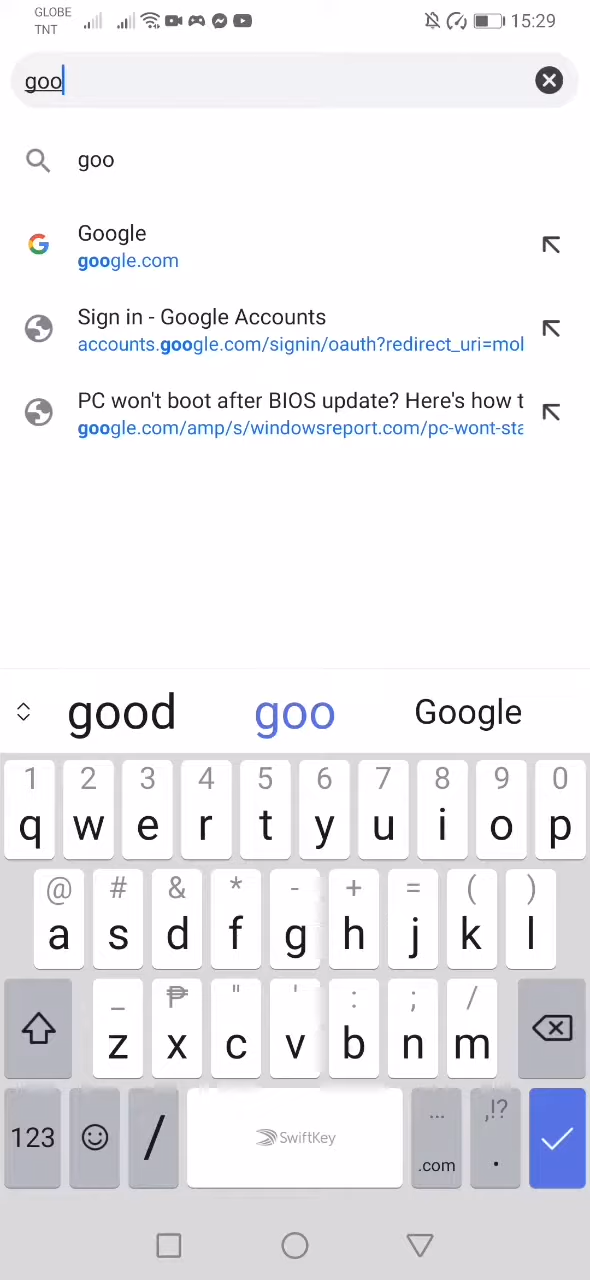 GLOBE
TNT
15:29
goo
goo
Google
google.com
Sign in - Google Accounts
accounts.google.com/signin/oauth?redirect_uri=mol
PC won't boot after BIOS update? Here's how t
google.com/amp/s/windowsreport.com/pc-wont-sta
good goo Google
1 2 3 4 5 6 7 8 9 0
q w e r t y u i o p
@ # & * - + = ( )
a s d f g h j k l
_ ₱ " ' : ; /
z x c v b n m
... ,!?
123 / SwiftKey .com .